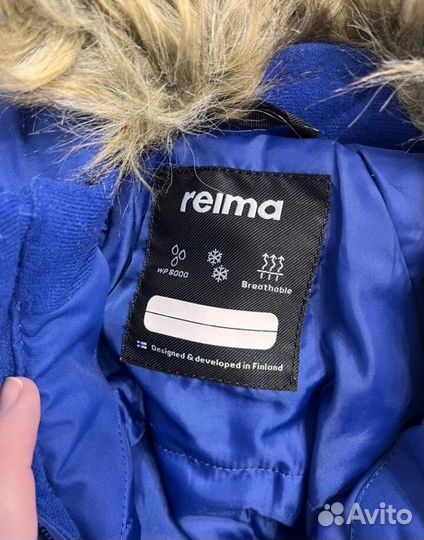 reima
WP 8000
Breathable
Designed & developed in Finland
Avito